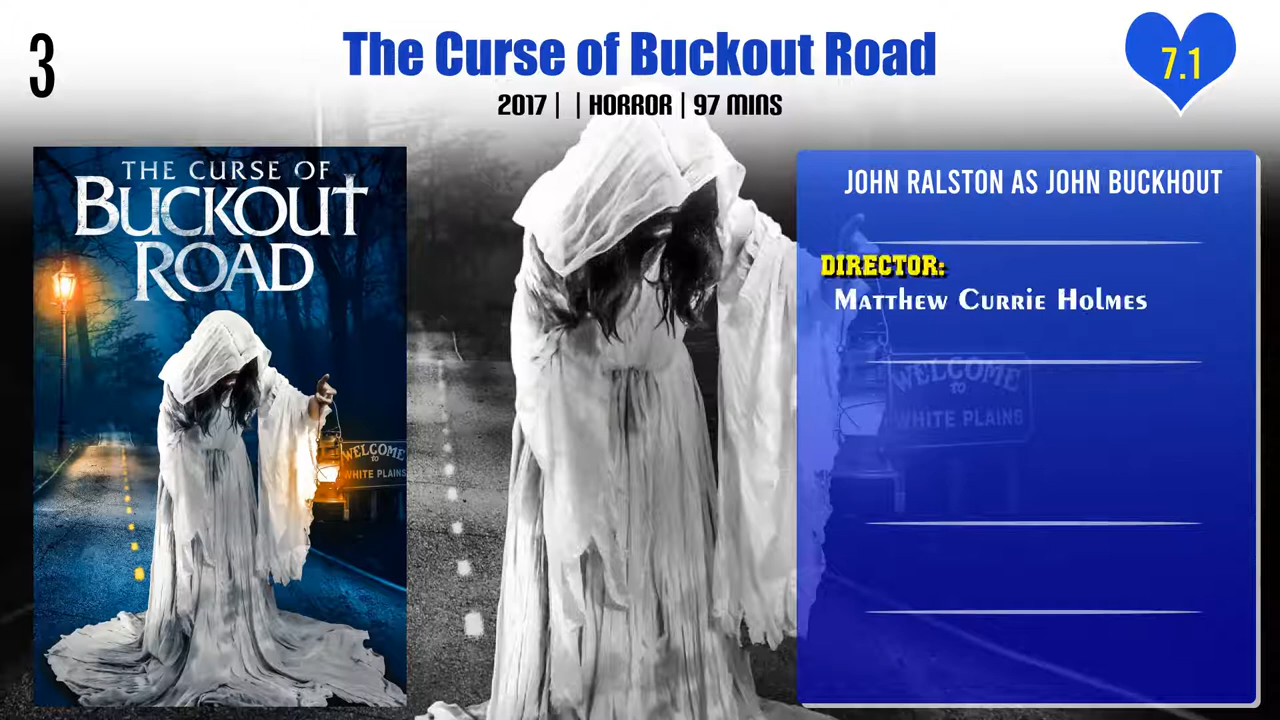 3
The Curse of Buckout Road
7.1
2017 | | HORROR | 97 MINS
THE CURSE OF
BUCKOUT
ROAD
WELCOME
WHITE PLAINS
JOHN RALSTON AS JOHN BUCKHOUT
DIRECTOR:
Matthew Currie Holmes
WELCOME
TO
WHITE PLAINS